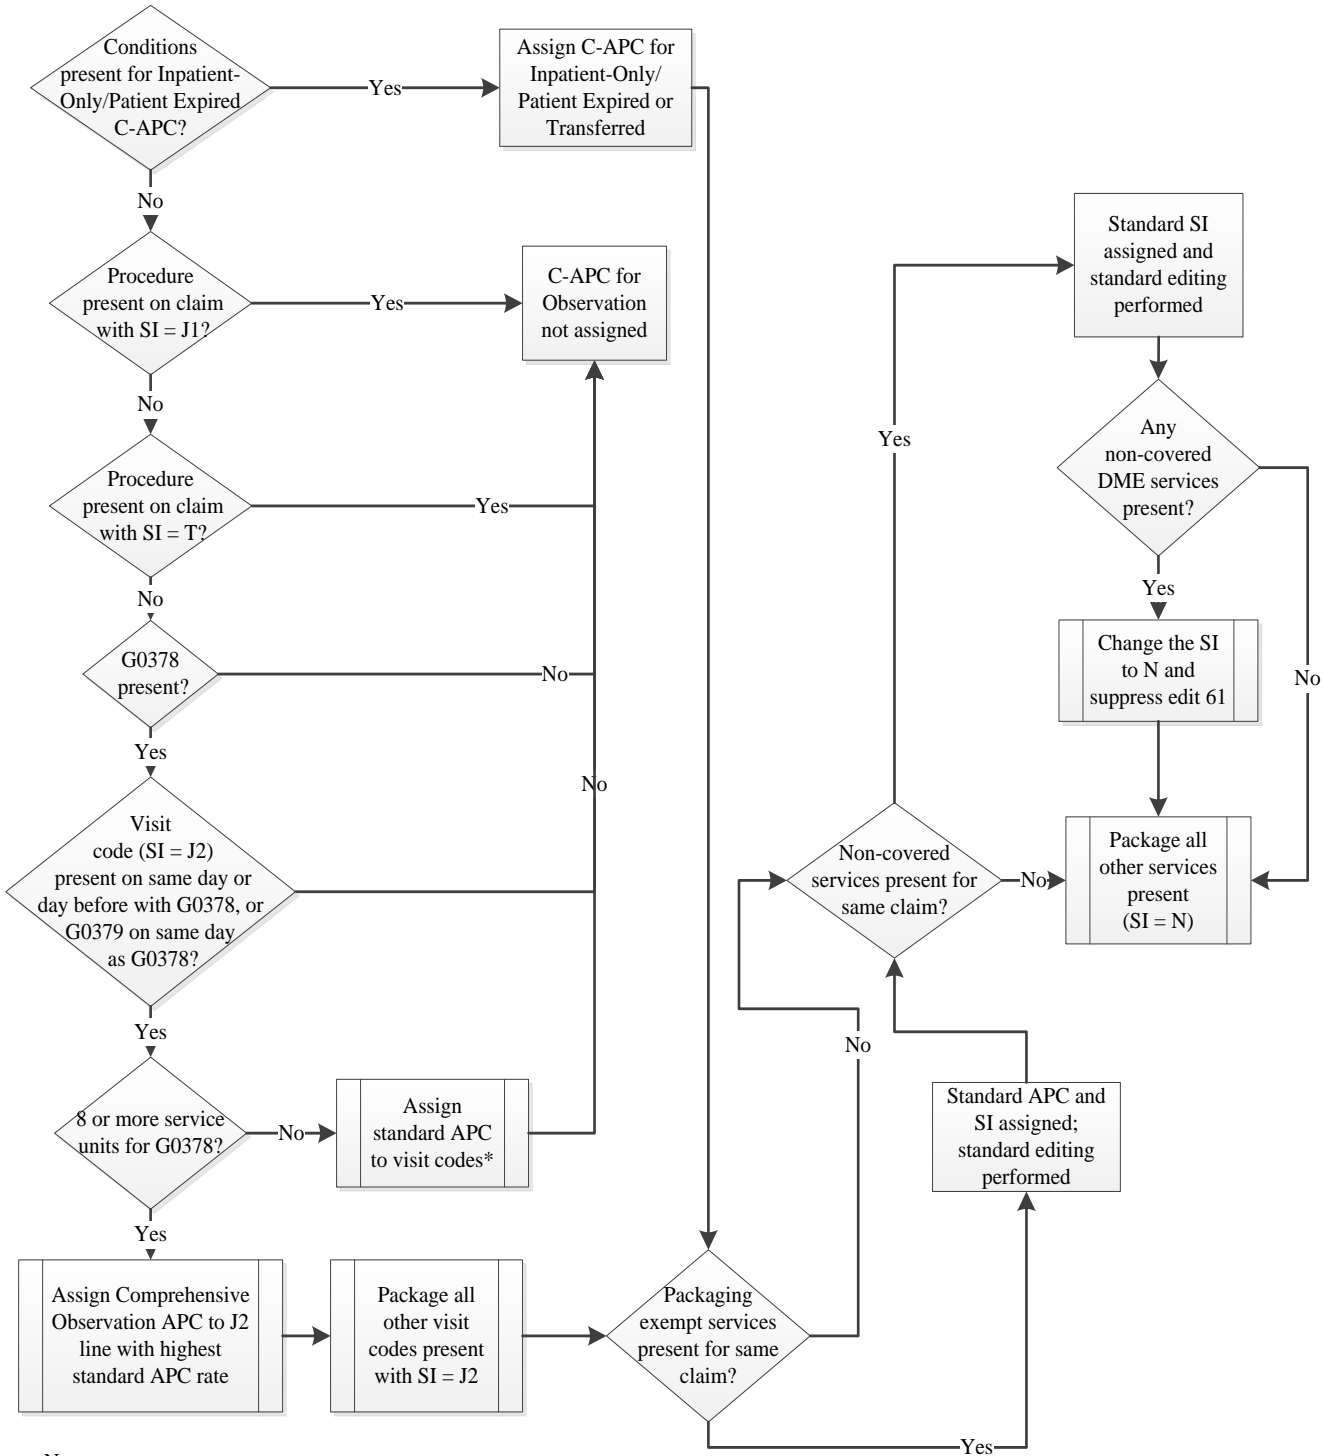 Conditions
present for Inpatient-
Only/Patient Expired
C-APC?
Yes
Assign C-APC for
Inpatient-Only/
Patient Expired or
Transferred
No
Procedure
present on claim
with SI = J1?
Yes
C-APC for
Observation
not assigned
No
Procedure
present on claim
with SI = T?
Yes
No
G0378
present?
No
Yes
Visit
code (SI = J2)
present on same day or
day before with G0378, or
G0379 on same day
as G0378?
No
Yes
8 or more service
units for G0378?
No
Assign
standard APC
to visit codes*
Yes
Assign Comprehensive
Observation APC to J2
line with highest
standard APC rate
Package all
other visit
codes present
with SI = J2
Packaging
exempt services
present for same
claim?
No
Yes
Standard APC and
SI assigned;
standard editing
performed
Non-covered
services present for
same claim?
No
Yes
Standard SI
assigned and
standard editing
performed
Any
non-covered
DME services
present?
Yes
No
Change the SI
to N and
suppress edit 61
Package all
other services
present
(SI = N)